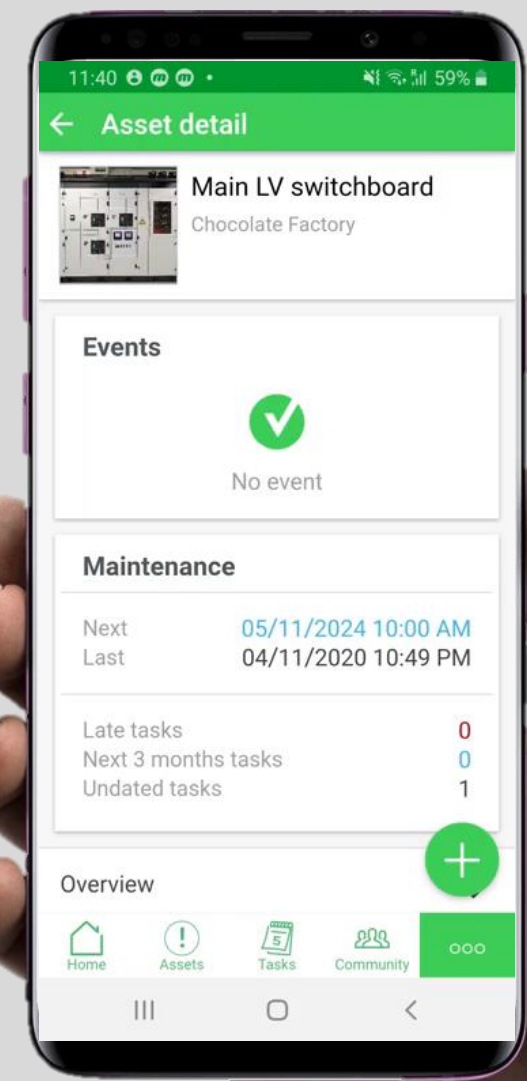 11:40
59%
Asset detail
Main LV switchboard
Chocolate Factory
Events
No event
Maintenance
Next 05/11/2024 10:00 AM
Last 04/11/2020 10:49 PM
Late tasks 0
Next 3 months tasks 0
Undated tasks 1
Overview
5
Home Assets Tasks Community